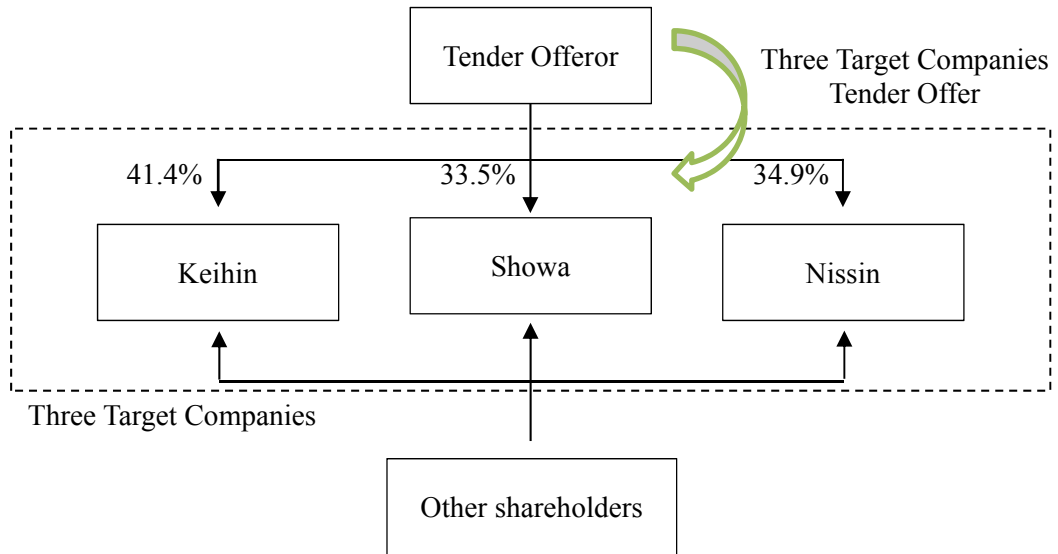 Tender Offeror
Three Target Companies
Tender Offer
41.4%
33.5%
34.9%
Keihin
Showa
Nissin
Three Target Companies
Other shareholders